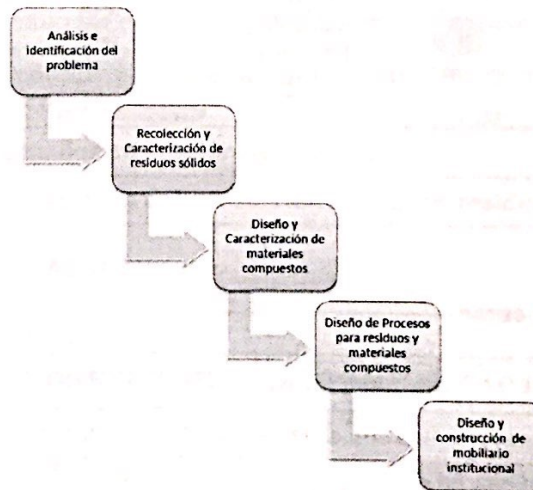 Análisis e
identificación del
problema
Recolección y
Caracterización de
residuos sólidos
Diseño y
Caracterización de
materiales
compuestos
Diseño de Procesos
para residuos y
materiales
compuestos
Diseño y
construcción de
mobiliario
institucional